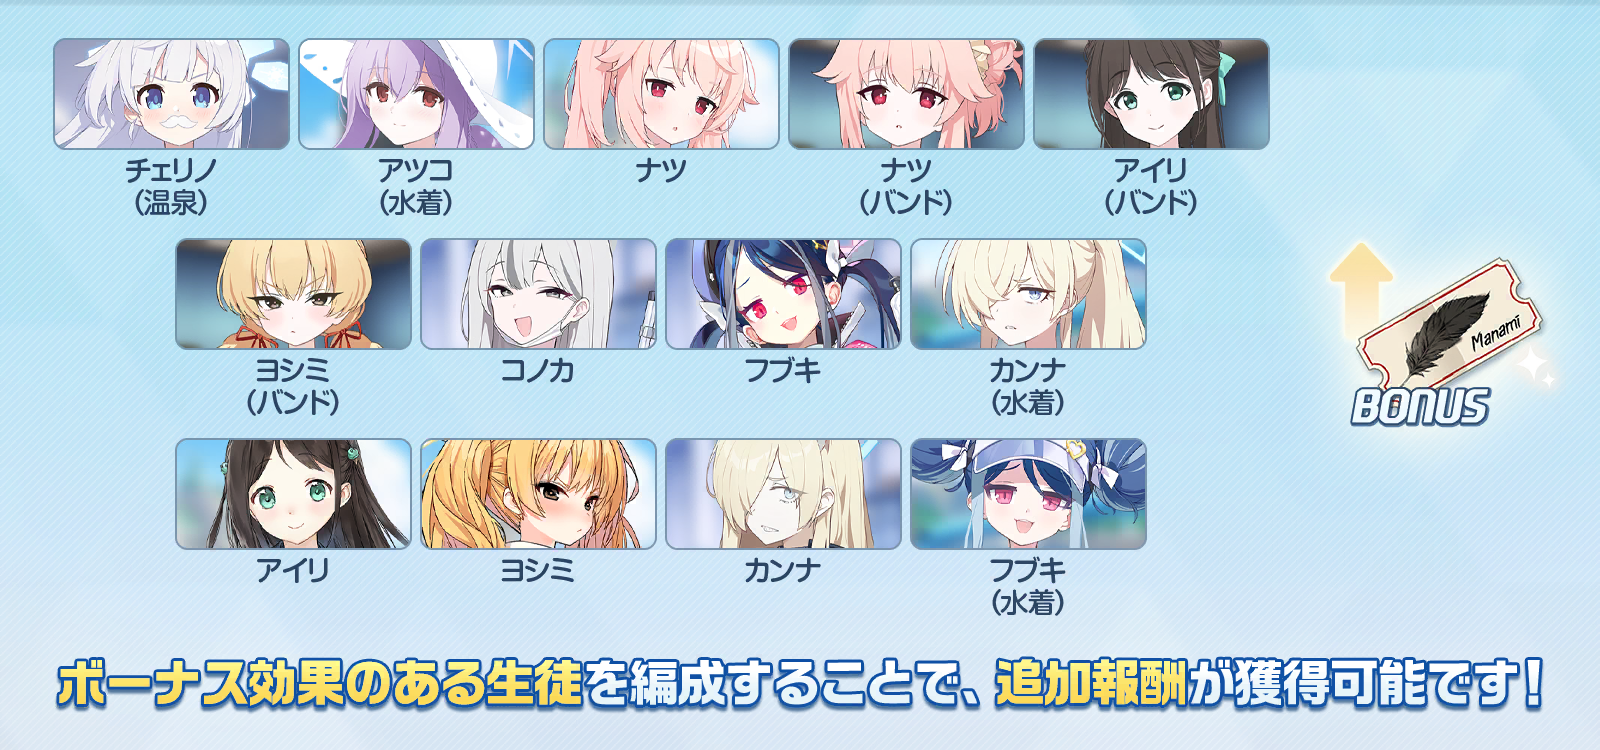 チェリノ
(温泉)
アツコ
(水着)
ナツ
ナツ
(バンド)
アイリ
(バンド)
ヨシミ
(バンド)
コノカ
フブキ
カンナ
(水着)
Manami
BONUS
アイリ
ヨシミ
カンナ
フブキ
(水着)
ボーナス効果のある生徒を編成することで、追加報酬が獲得可能です!